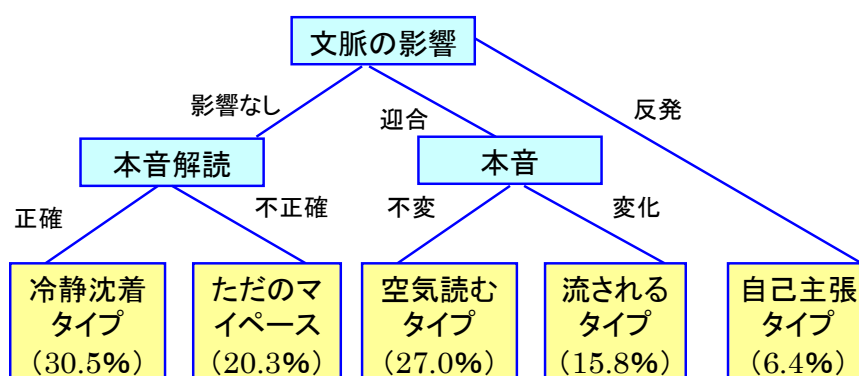 文脈の影響
影響なし
迎合
反発
本音解読
本音
正確
不正確
不変
変化
冷静沈着
タイプ
（30.5%）
ただのマ
イペース
（20.3%）
空気読む
タイプ
（27.0%）
流される
タイプ
（15.8%）
自己主張
タイプ
（6.4%）